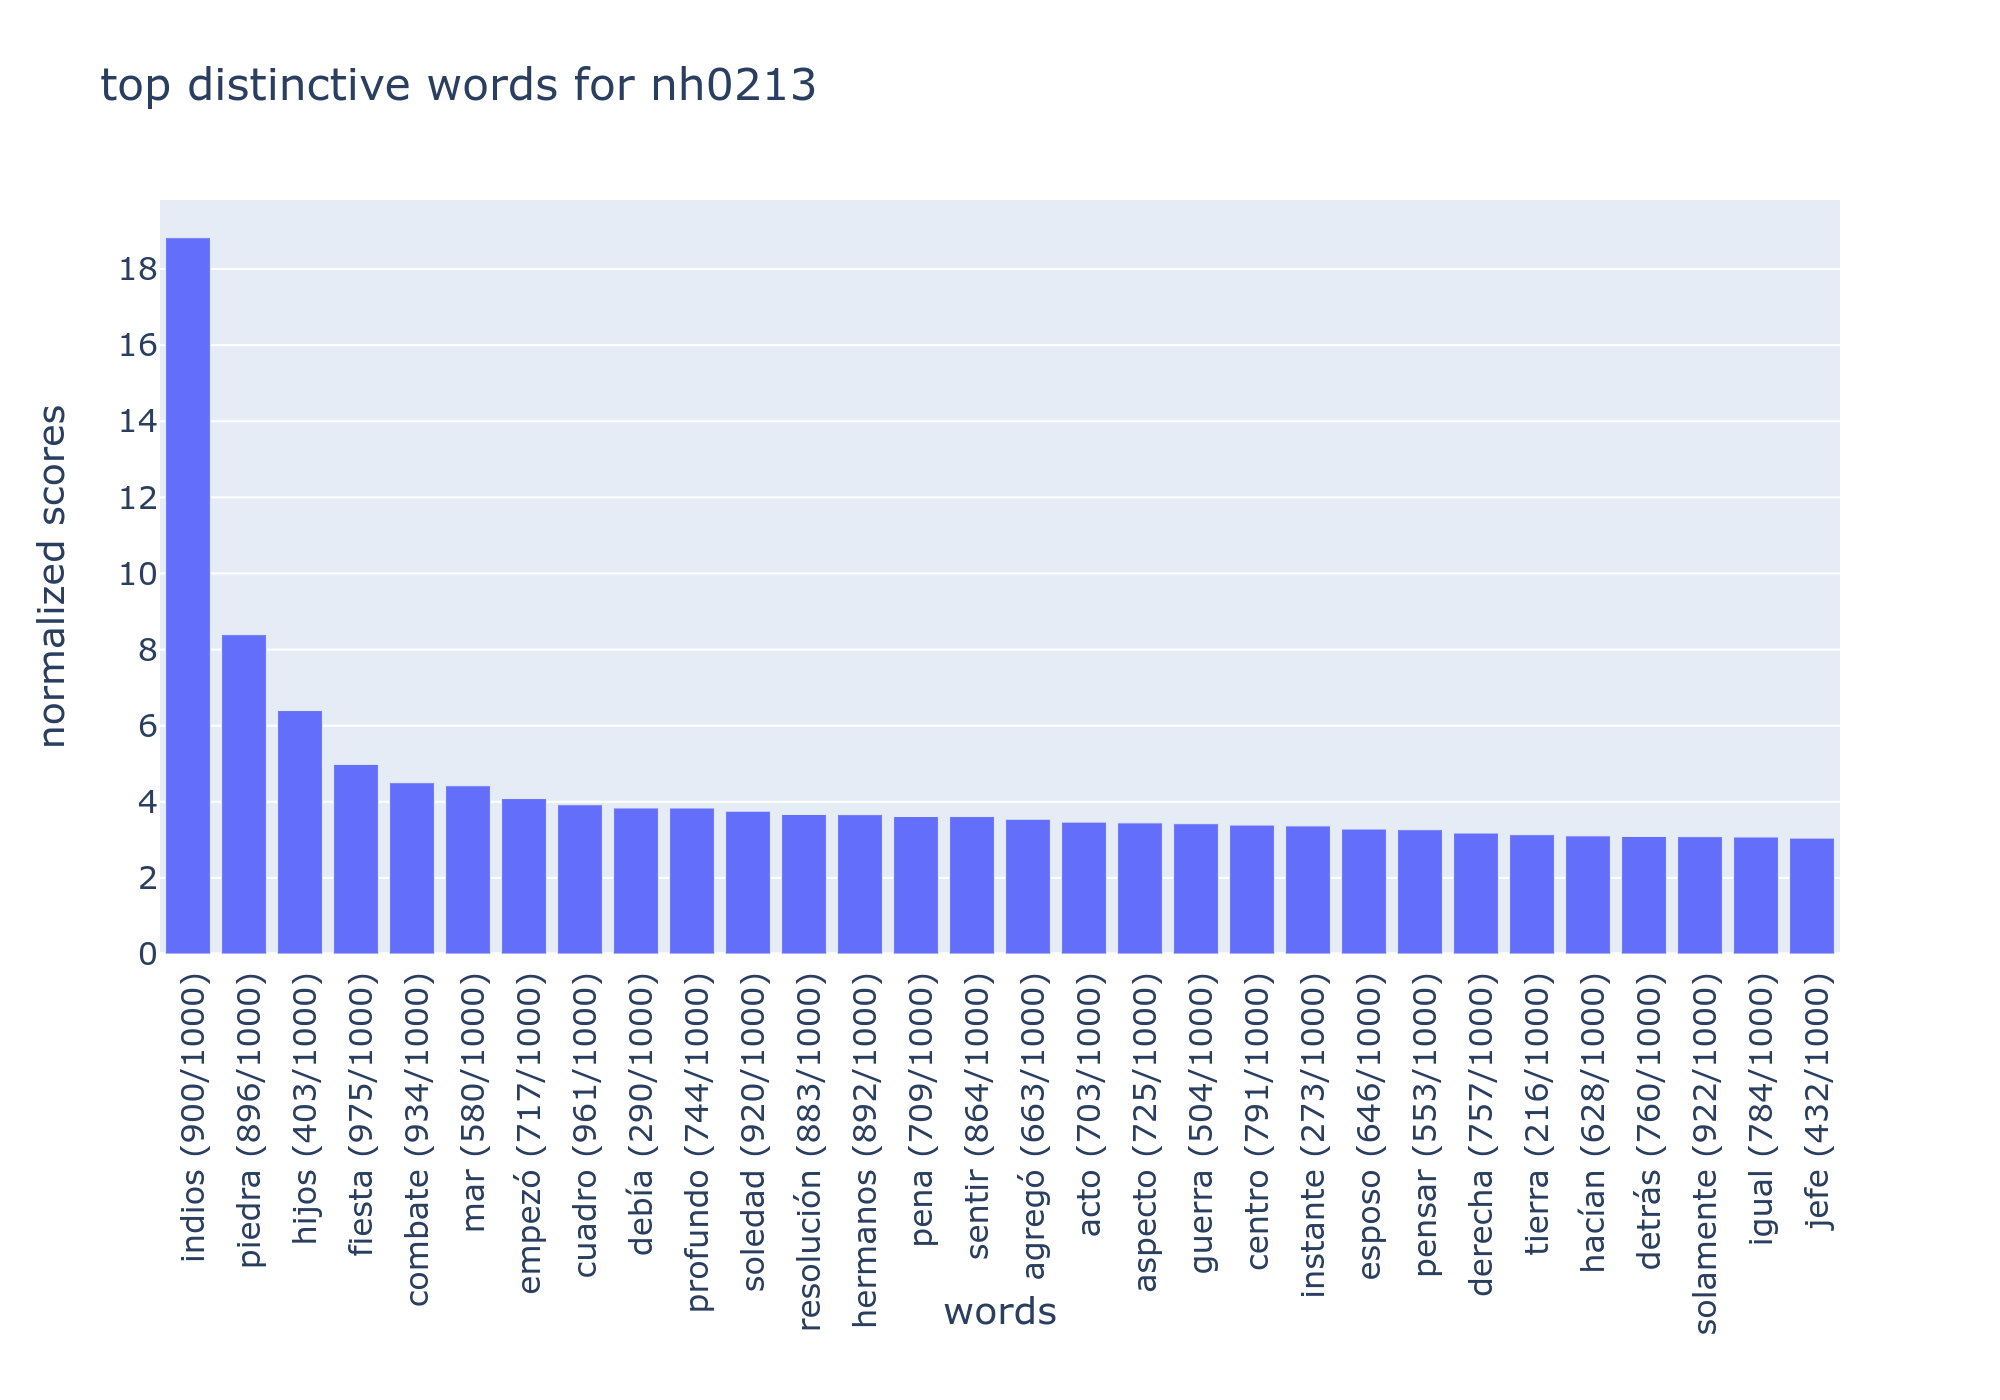 top distinctive words for nh0213
normalized scores
18
16
14
12
10
8
6
4
2
0
indios (900/1000)
piedra (896/1000)
hijos (403/1000)
fiesta (975/1000)
combate (934/1000)
mar (580/1000)
empezó (717/1000)
cuadro (961/1000)
debía (290/1000)
profundo (744/1000)
soledad (920/1000)
resolución (883/1000)
hermanos (892/1000)
pena (709/1000)
sentir (864/1000)
agregó (663/1000)
acto (703/1000)
aspecto (725/1000)
guerra (504/1000)
centro (791/1000)
instante (273/1000)
esposo (646/1000)
pensar (553/1000)
derecha (757/1000)
tierra (216/1000)
hacían (628/1000)
detrás (760/1000)
solamente (922/1000)
igual (784/1000)
jefe (432/1000)
words